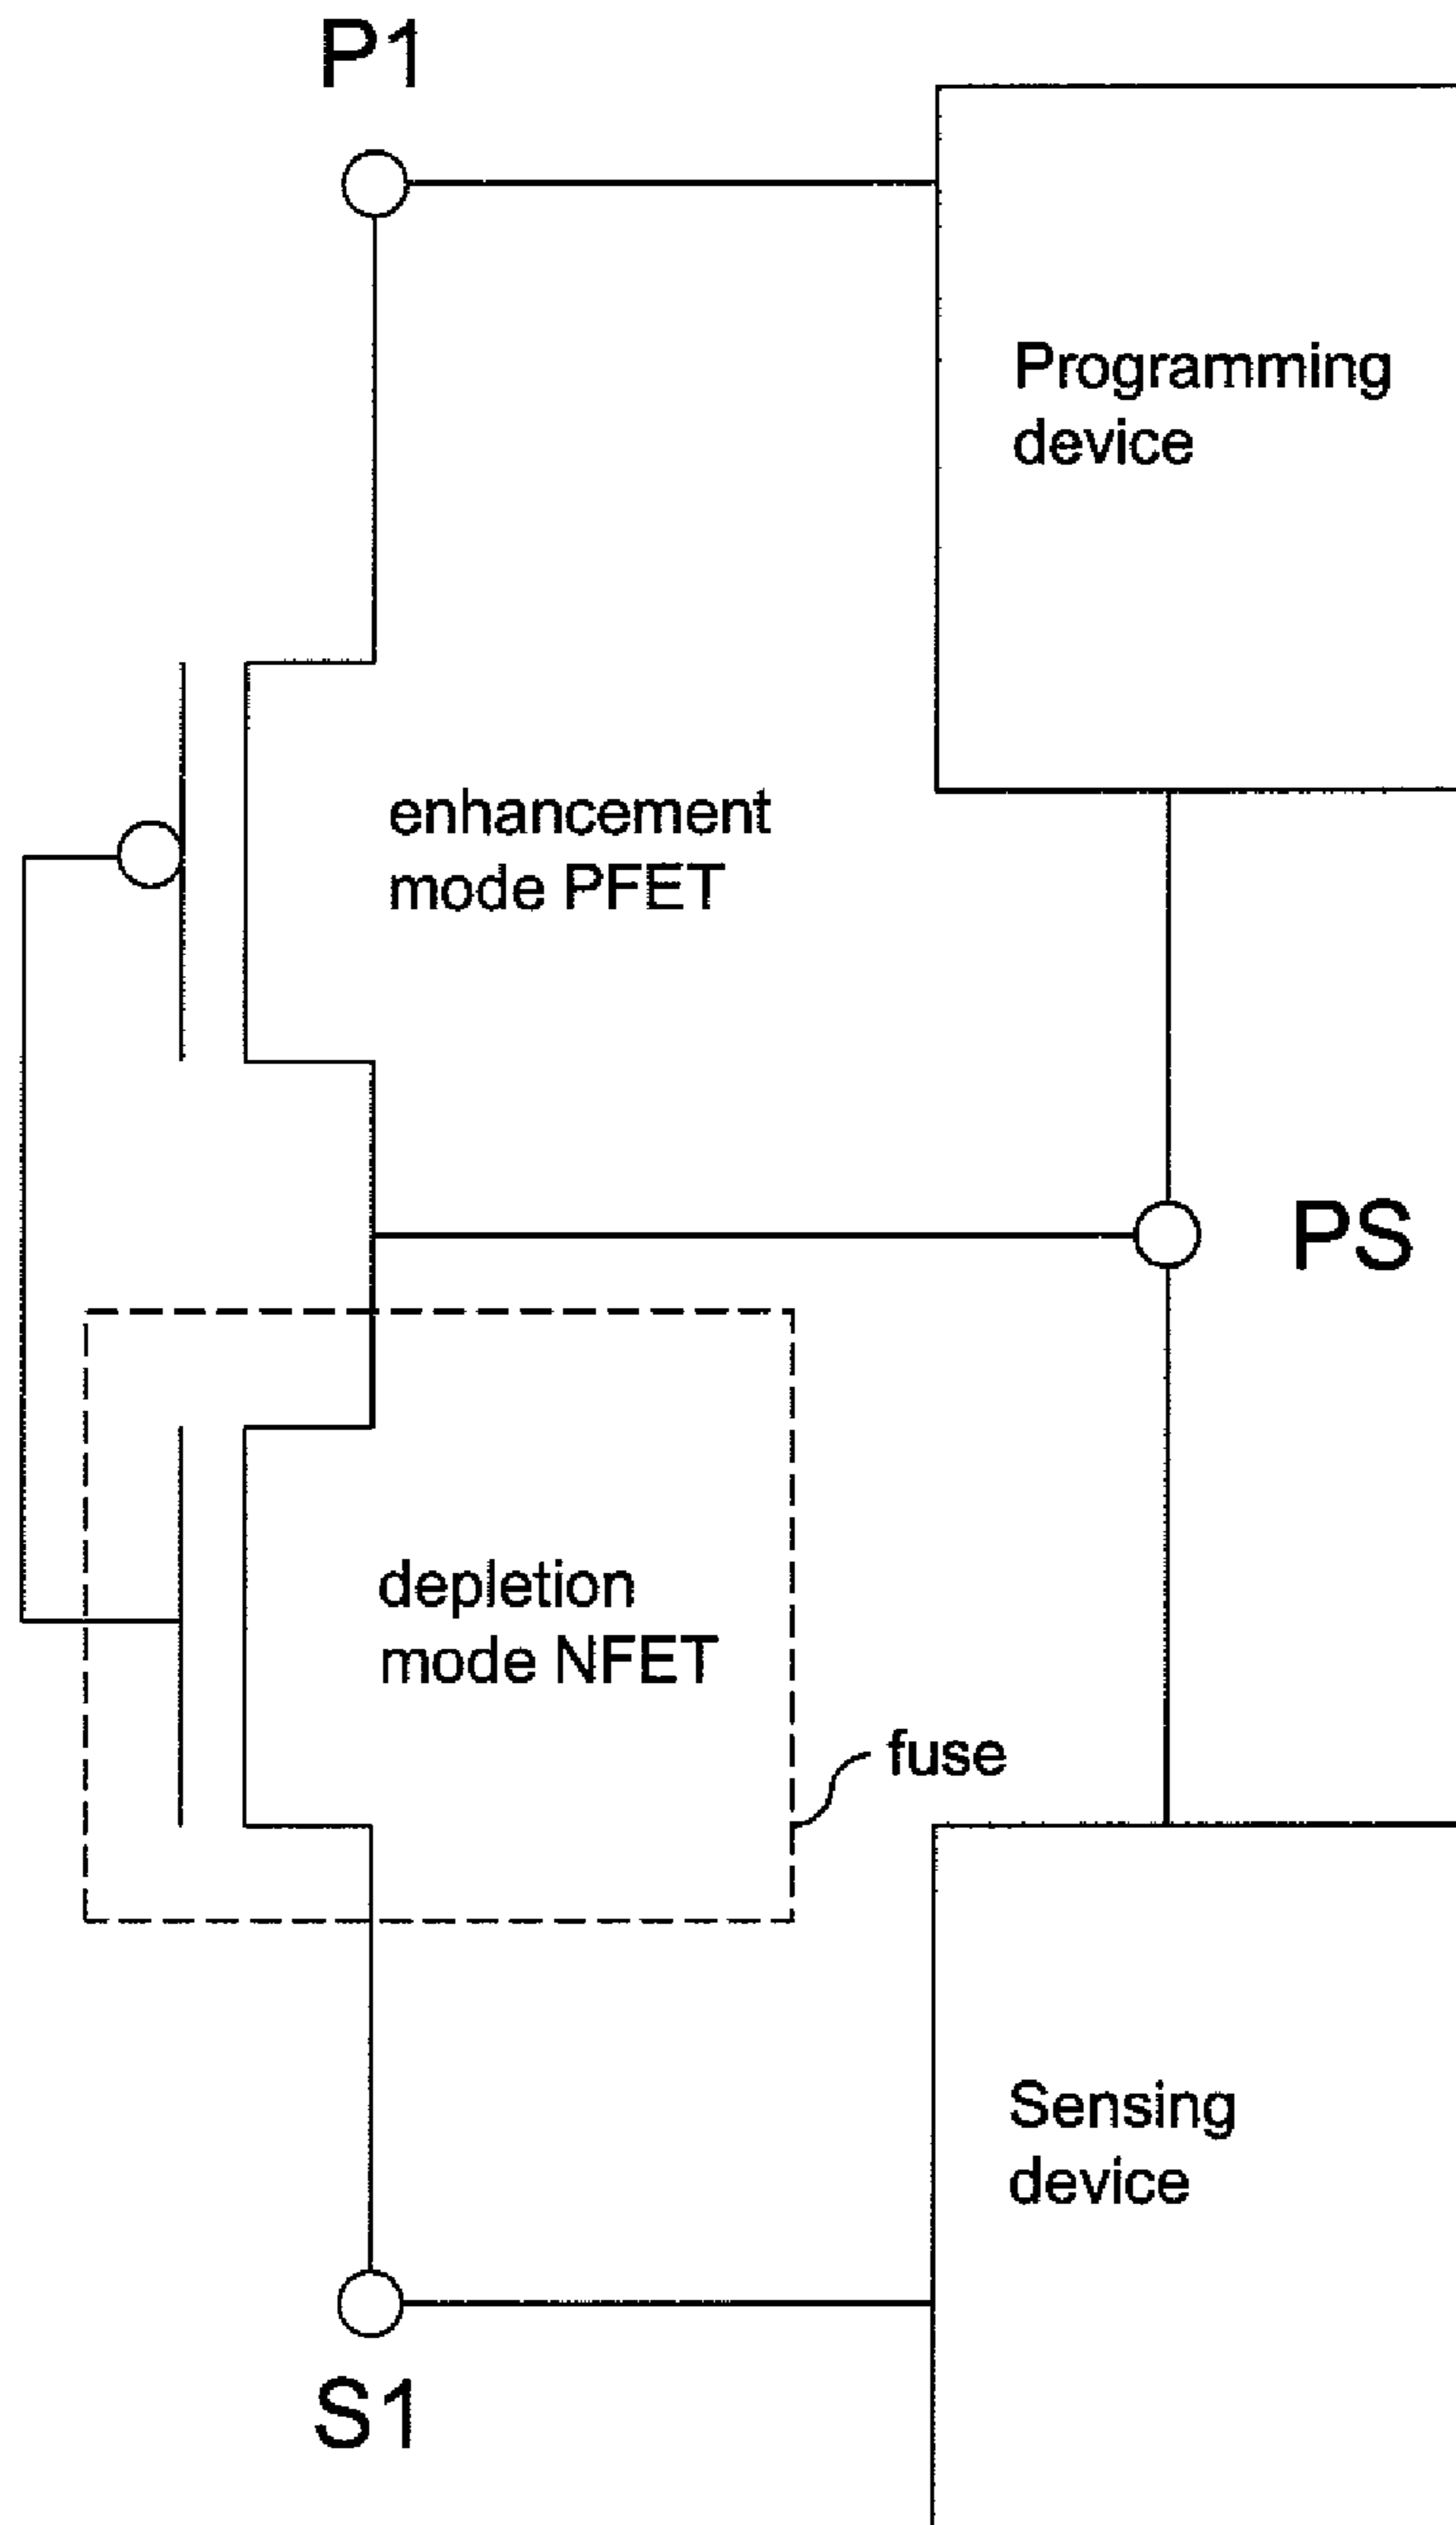 P1
Programming
device
enhancement
mode PFET
PS
depletion
mode NFET
fuse
Sensing
device
S1